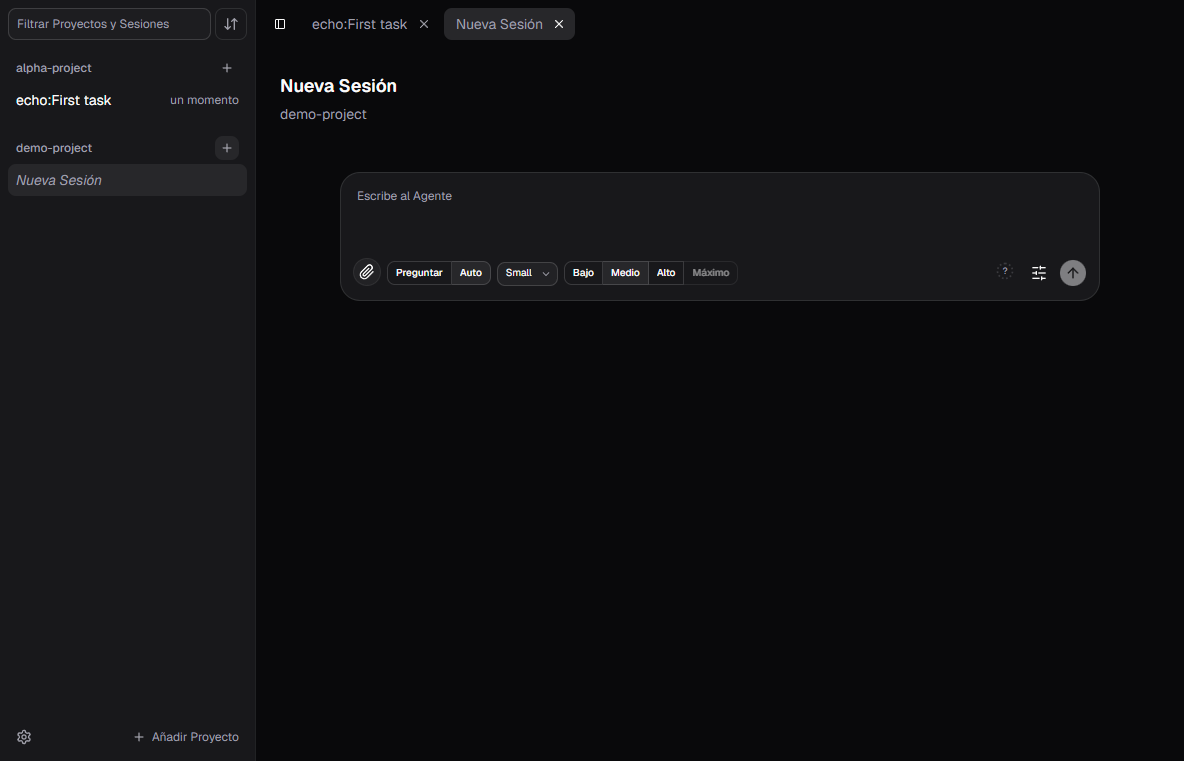 Filtrar Proyectos y Sesiones
alpha-project
echo:First task un momento
demo-project
Nueva Sesión
Añadir Proyecto
echo:First task Nueva Sesión
Nueva Sesión
demo-project
Escribe al Agente
Preguntar Auto Small Bajo Medio Alto Máximo ?